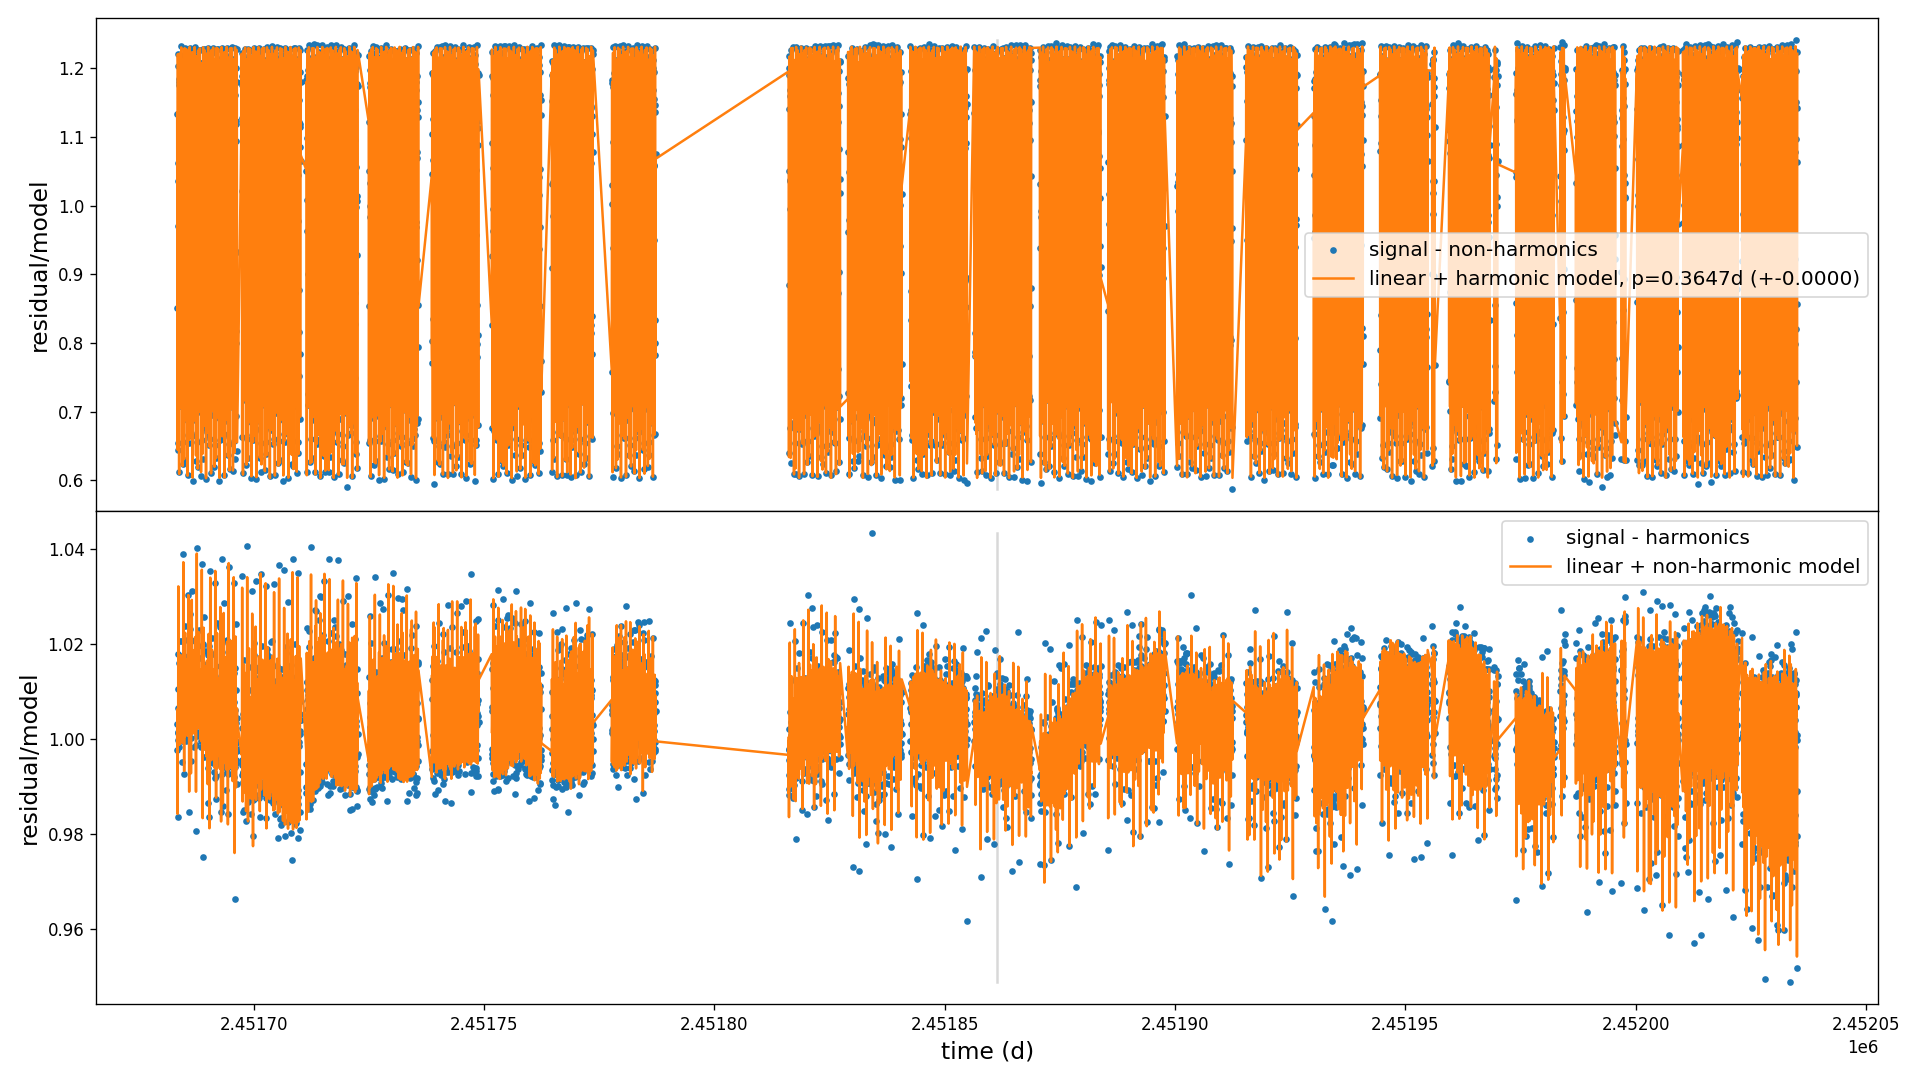 1.2
1.1
1.0
0.9
0.8
0.7
0.6
residual/model
signal - non-harmonics
linear + harmonic model, p=0.3647d (+-0.0000)
1.04
1.02
1.00
0.98
0.96
residual/model
signal - harmonics
linear + non-harmonic model
2.45170
2.45175
2.45180
2.45185
2.45190
2.45195
2.45200
2.45205
time (d)
1e6